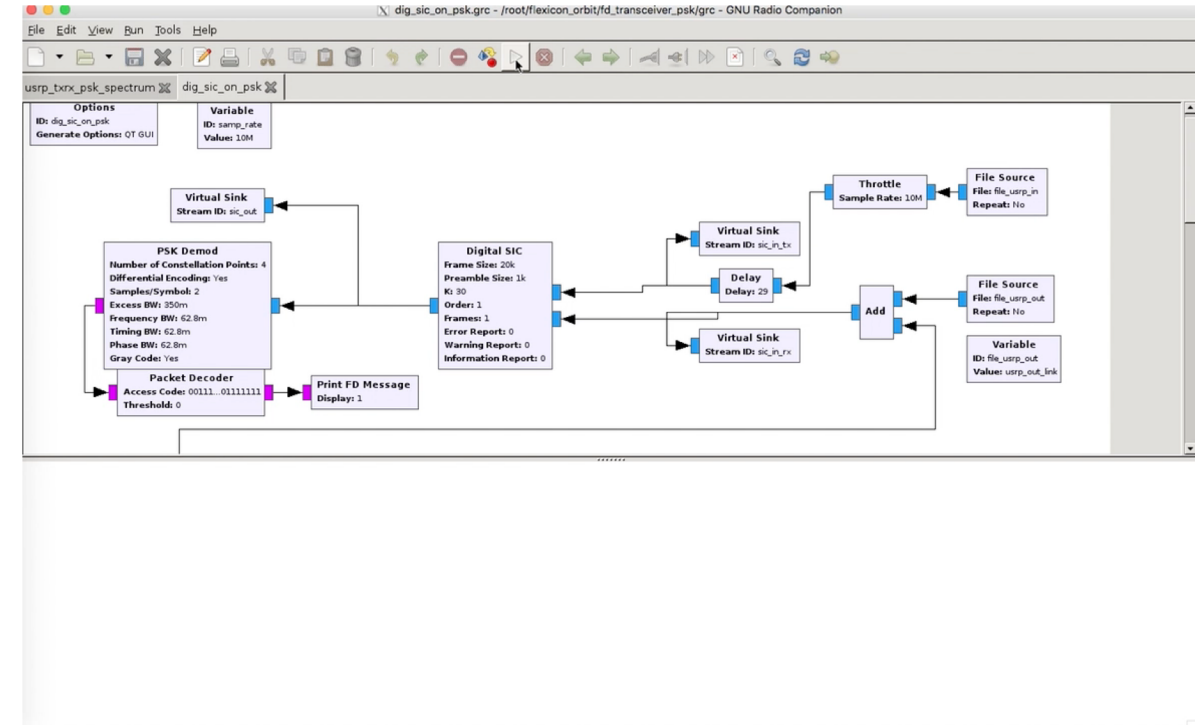 dig_sic_on_psk.grc - /root/flexicon_orbit/fd_transceiver_psk/grc - GNU Radio Companion
File Edit View Run Tools Help
usrp_txrx_psk_spectrum
dig_sic_on_psk
Options
ID: dig_sic_on_psk
Generate Options: QT GUI
Variable
ID: samp_rate
Value: 10M
Virtual Sink
Stream ID: sic_out
Throttle
Sample Rate: 10M
File Source
File: file_usrp_in
Repeat: No
Virtual Sink
Stream ID: sic_in_tx
PSK Demod
Number of Constellation Points: 4
Differential Encoding: Yes
Samples/Symbol: 2
Excess BW: 350m
Frequency BW: 62.8m
Timing BW: 62.8m
Phase BW: 62.8m
Gray Code: Yes
Digital SIC
Frame Size: 20k
Preamble Size: 1k
K: 30
Order: 1
Frames: 1
Error Report: 0
Warning Report: 0
Information Report: 0
Delay
Delay: 29
Add
File Source
File: file_usrp_out
Repeat: No
Virtual Sink
Stream ID: sic_in_rx
Variable
ID: file_usrp_out
Value: usrp_out_link
Packet Decoder
Access Code: 00111...01111111
Threshold: 0
Print FD Message
Display: 1